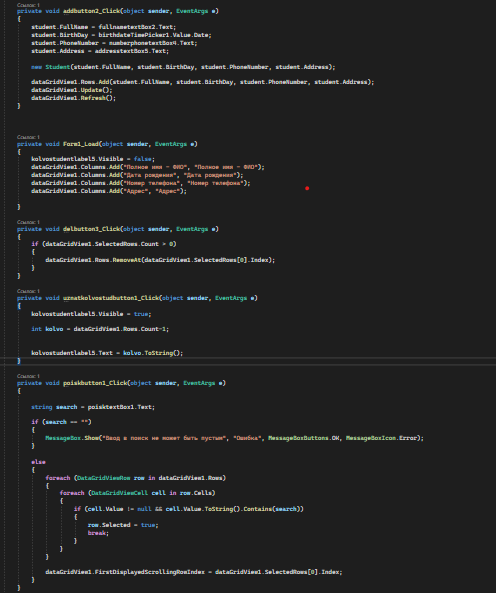 Ссылок: 1
private void addbutton2_Click(object sender, EventArgs e)
{
student.FullName = fullnametextBox2.Text;
student.BirthDay = birthdateTimePicker1.Value.Date;
student.PhoneNumber = numberphonetextBox4.Text;
student.Address = addresstextBox5.Text;
new Student(student.FullName, student.BirthDay, student.PhoneNumber, student.Address);
dataGridView1.Rows.Add(student.FullName, student.BirthDay, student.PhoneNumber, student.Address);
dataGridView1.Update();
dataGridView1.Refresh();
}
Ссылок: 1
private void Form1_Load(object sender, EventArgs e)
{
kolvostudentlabel5.Visible = false;
dataGridView1.Columns.Add("Полное имя - ФИО", "Полное имя - ФИО");
dataGridView1.Columns.Add("Дата рождения", "Дата рождения");
dataGridView1.Columns.Add("Номер телефона", "Номер телефона");
dataGridView1.Columns.Add("Адрес", "Адрес");
}
Ссылок: 1
private void delbutton3_Click(object sender, EventArgs e)
{
if (dataGridView1.SelectedRows.Count > 0)
{
dataGridView1.Rows.RemoveAt(dataGridView1.SelectedRows[0].Index);
}
}
Ссылок: 1
private void uznatkolvostudbutton1_Click(object sender, EventArgs e)
{
kolvostudentlabel5.Visible = true;
int kolvo = dataGridView1.Rows.Count-1;
kolvostudentlabel5.Text = kolvo.ToString();
}
Ссылок: 1
private void poiskbutton1_Click(object sender, EventArgs e)
{
string search = poisktextBox1.Text;
if (search == "")
{
MessageBox.Show("Ввод в поиск не может быть пустым", "Ошибка", MessageBoxButtons.OK, MessageBoxIcon.Error);
}
else
{
foreach (DataGridViewRow row in dataGridView1.Rows)
{
foreach (DataGridViewCell cell in row.Cells)
{
if (cell.Value != null && cell.Value.ToString().Contains(search))
{
row.Selected = true;
break;
}
}
}
dataGridView1.FirstDisplayedScrollingRowIndex = dataGridView1.SelectedRows[0].Index;
}
}